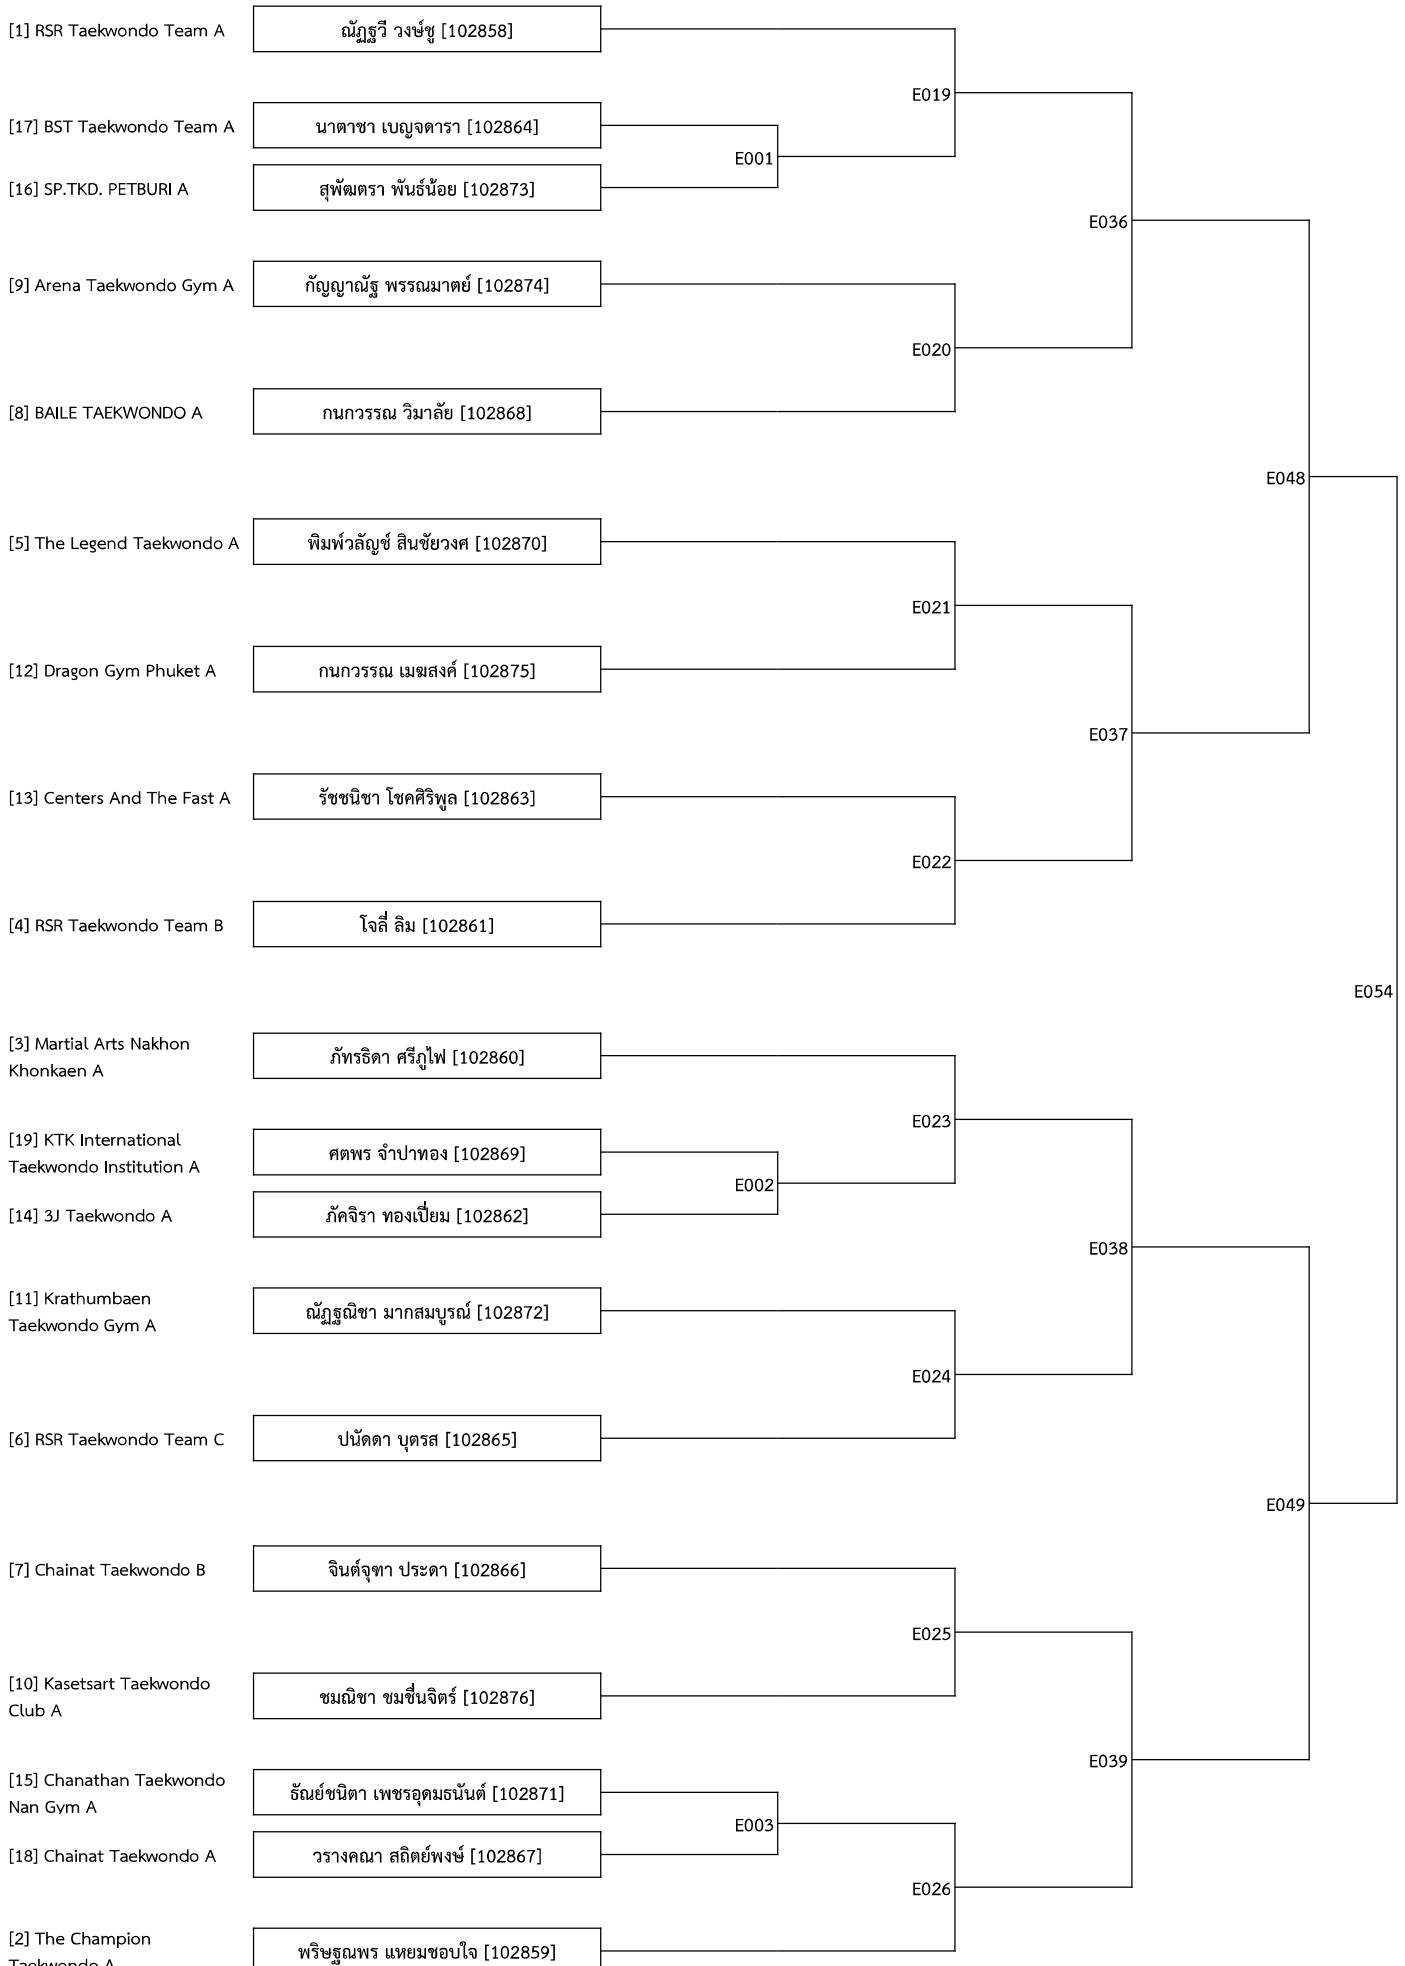 [1] RSR Taekwondo Team A
ณัฏฐวี วงษ์ชู [102858]
E019
[17] BST Taekwondo Team A
นาตาชา เบญจดารา [102864]
E001
[16] SP.TKD. PETBURI A
สุพัฒตรา พันธ์น้อย [102873]
E036
[9] Arena Taekwondo Gym A
กัญญาณัฐ พรรณมาตย์ [102874]
E020
[8] BAILE TAEKWONDO A
กนกวรรณ วิมาลัย [102868]
E048
[5] The Legend Taekwondo A
พิมพ์วลัญช์ สินชัยวงศ [102870]
E021
[12] Dragon Gym Phuket A
กนกวรรณ เมฆสงค์ [102875]
E037
[13] Centers And The Fast A
รัชชนิชา โชคศิริพูล [102863]
E022
[4] RSR Taekwondo Team B
โจลี่ ลิม [102861]
E054
[3] Martial Arts Nakhon
Khonkaen A
ภัทรธิดา ศรีภูไฟ [102860]
E023
[19] KTK International
Taekwondo Institution A
ศตพร จำปาทอง [102869]
E002
[14] 3J Taekwondo A
ภัคจิรา ทองเปี่ยม [102862]
E038
[11] Krathumbaen
Taekwondo Gym A
ณัฏฐณิชา มากสมบูรณ์ [102872]
E024
[6] RSR Taekwondo Team C
ปนัดดา บุตรส [102865]
E049
[7] Chainat Taekwondo B
จินต์จุฑา ประดา [102866]
E025
[10] Kasetsart Taekwondo
Club A
ชมณิชา ชมชื่นจิตร์ [102876]
E039
[15] Chanathan Taekwondo
Nan Gym A
ธัณย์ชนิตา เพชรอุดมธนันต์ [102871]
E003
[18] Chainat Taekwondo A
วรางคณา สถิตย์พงษ์ [102867]
E026
[2] The Champion
Taekwondo A
พริษฐณพร แหยมชอบใจ [102859]